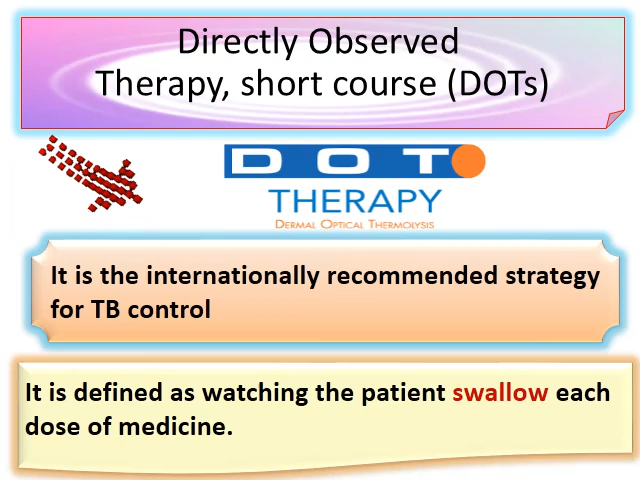 Directly Observed
Therapy, short course (DOTs)
DOT
THERAPY
DERMAL OPTICAL THERMOLYSIS
It is the internationally recommended strategy
for TB control
It is defined as watching the patient swallow each
dose of medicine.